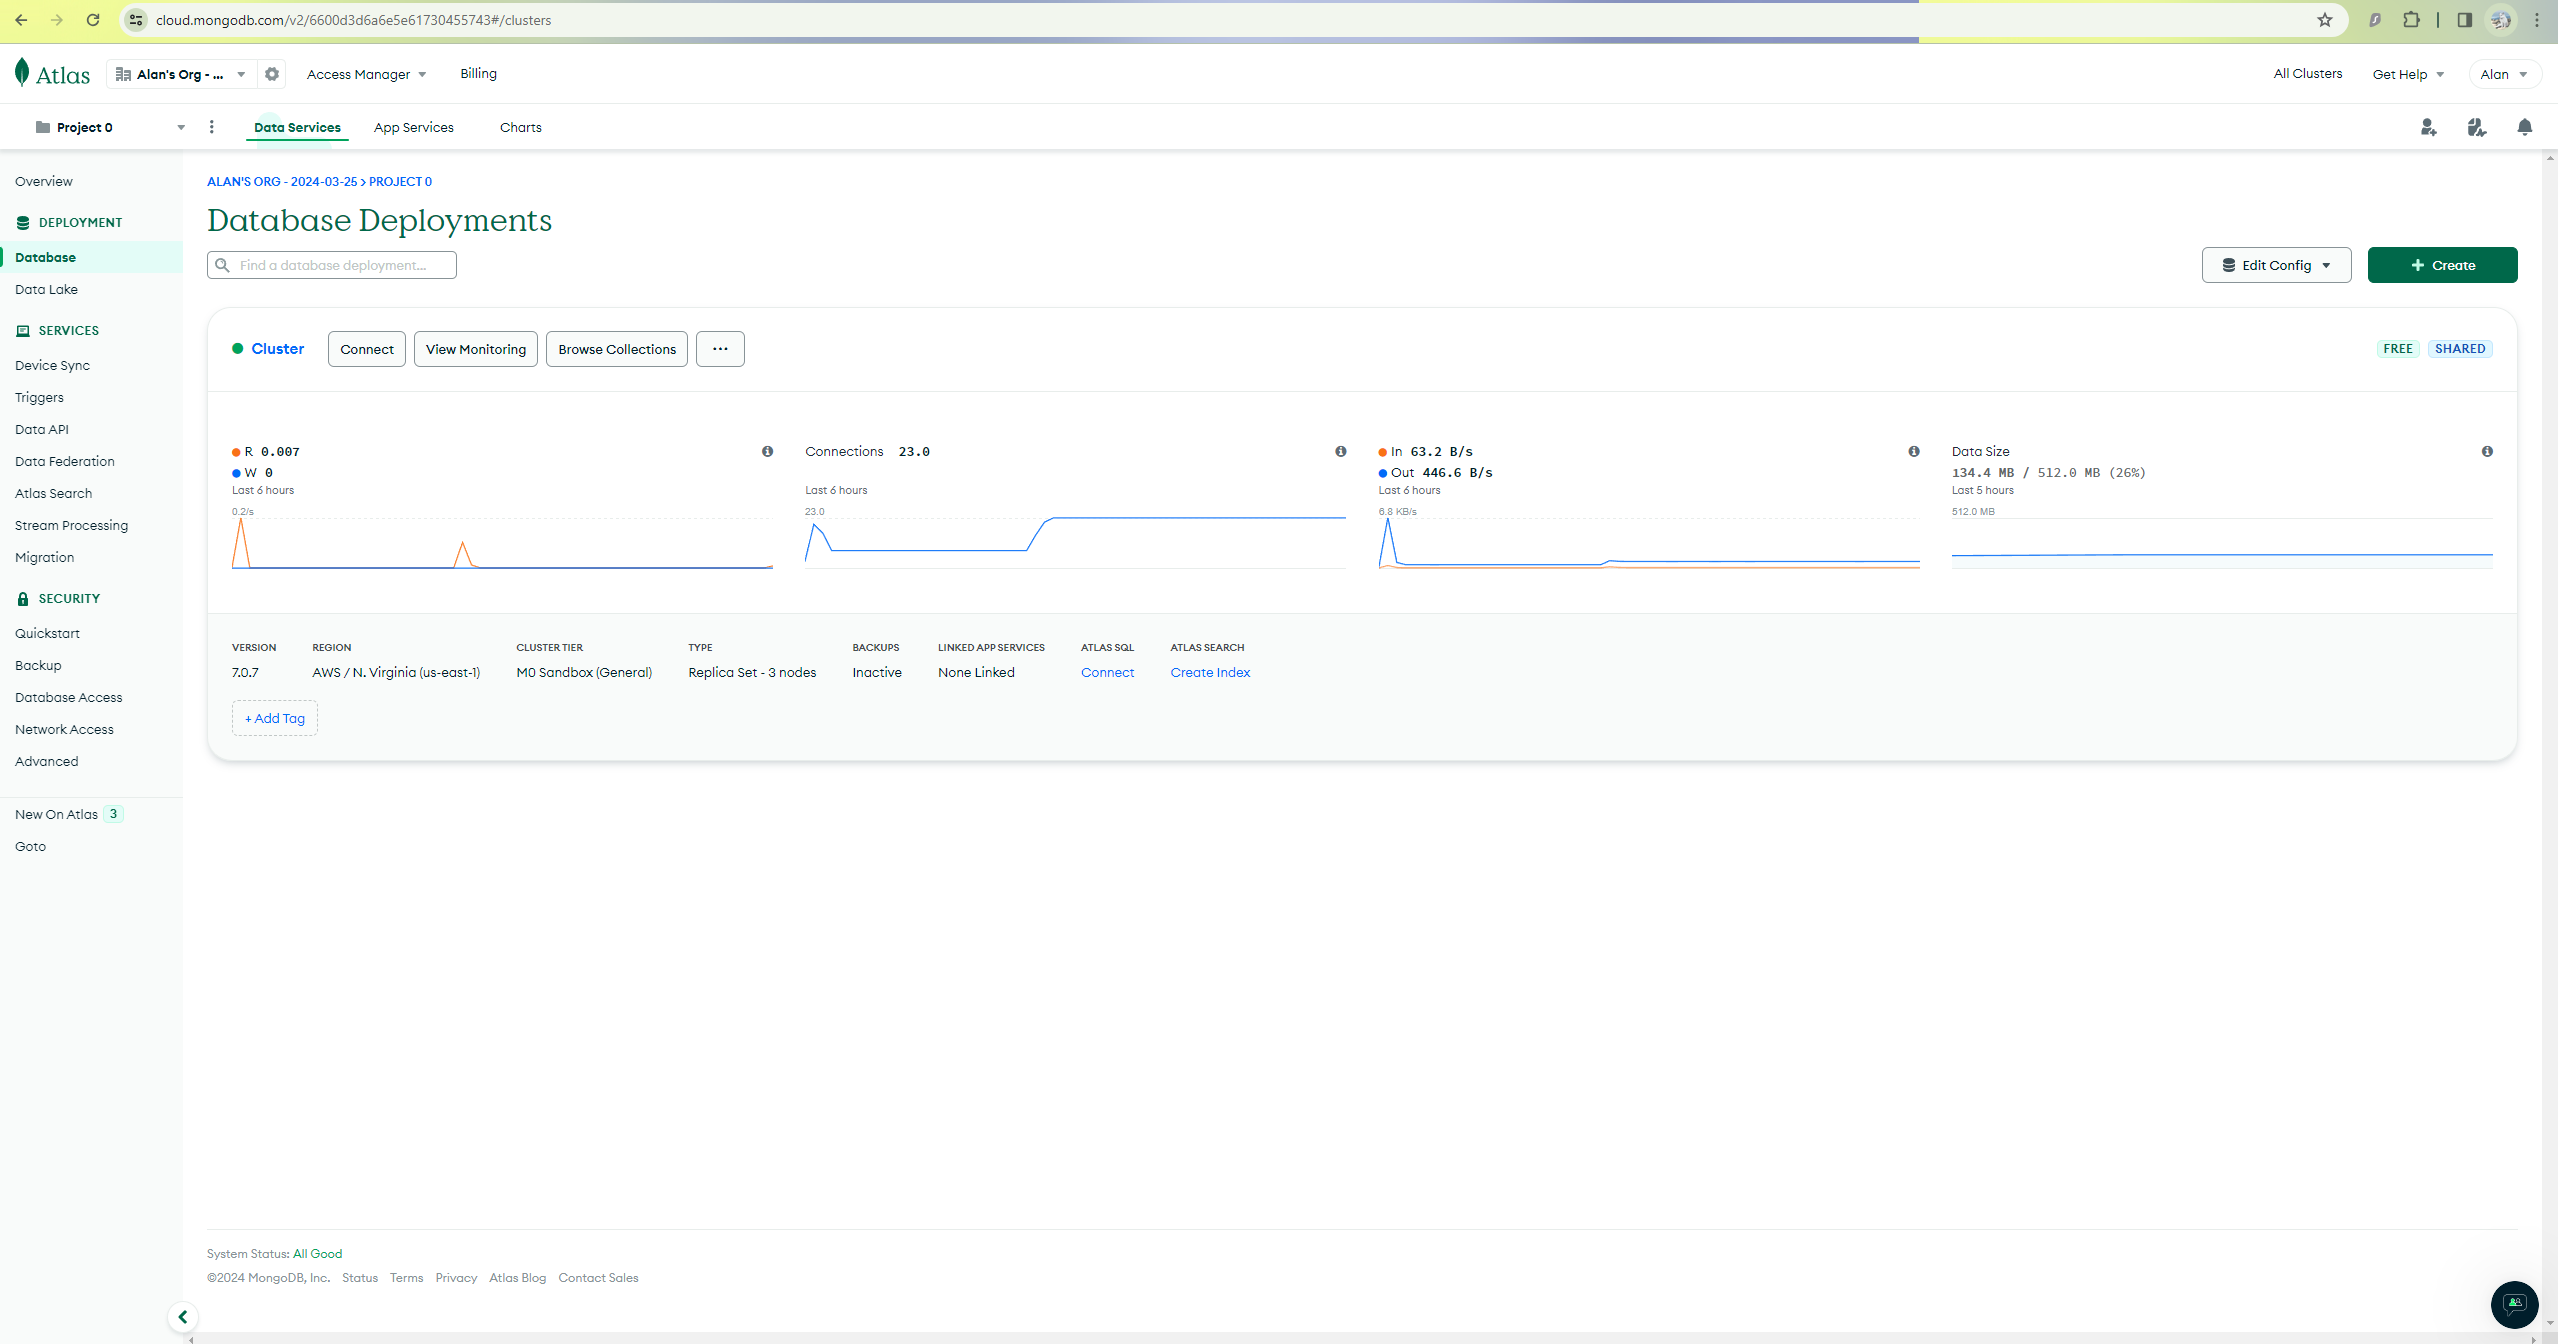 cloud.mongodb.com/v2/6600d3d6a6e5e61730455743#/clusters
Atlas
Alan's Org - ...
Access Manager
Billing
All Clusters
Get Help
Alan
Project 0
Data Services
App Services
Charts
Overview
DEPLOYMENT
Database
Data Lake
SERVICES
Device Sync
Triggers
Data API
Data Federation
Atlas Search
Stream Processing
Migration
SECURITY
Quickstart
Backup
Database Access
Network Access
Advanced
New On Atlas 3
Goto
ALAN'S ORG - 2024-03-25 > PROJECT 0
Database Deployments
Find a database deployment...
Edit Config
+ Create
Cluster
Connect
View Monitoring
Browse Collections
...
FREE
SHARED
R 0.007
W 0
Last 6 hours
0.2/s
Connections 23.0
Last 6 hours
23.0
In 63.2 B/s
Out 446.6 B/s
Last 6 hours
6.8 KB/s
Data Size
134.4 MB / 512.0 MB (26%)
Last 5 hours
512.0 MB
VERSION
7.0.7
REGION
AWS / N. Virginia (us-east-1)
CLUSTER TIER
M0 Sandbox (General)
TYPE
Replica Set - 3 nodes
BACKUPS
Inactive
LINKED APP SERVICES
None Linked
ATLAS SQL
Connect
ATLAS SEARCH
Create Index
+ Add Tag
System Status: All Good
©2024 MongoDB, Inc. Status Terms Privacy Atlas Blog Contact Sales